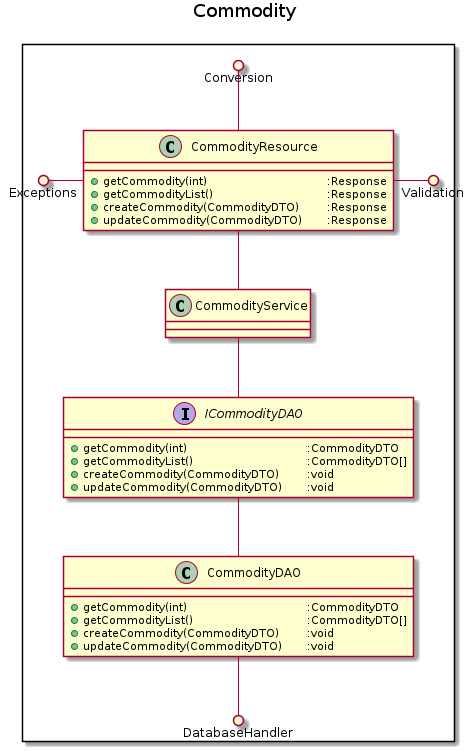 Commodity
Conversion
C CommodityResource
Exceptions
Validation
getCommodity(int) :Response
getCommodityList() :Response
createCommodity(CommodityDTO) :Response
updateCommodity(CommodityDTO) :Response
C CommodityService
I ICommodityDAO
getCommodity(int) :CommodityDTO
getCommodityList() :CommodityDTO[]
createCommodity(CommodityDTO) :void
updateCommodity(CommodityDTO) :void
C CommodityDAO
getCommodity(int) :CommodityDTO
getCommodityList() :CommodityDTO[]
createCommodity(CommodityDTO) :void
updateCommodity(CommodityDTO) :void
DatabaseHandler